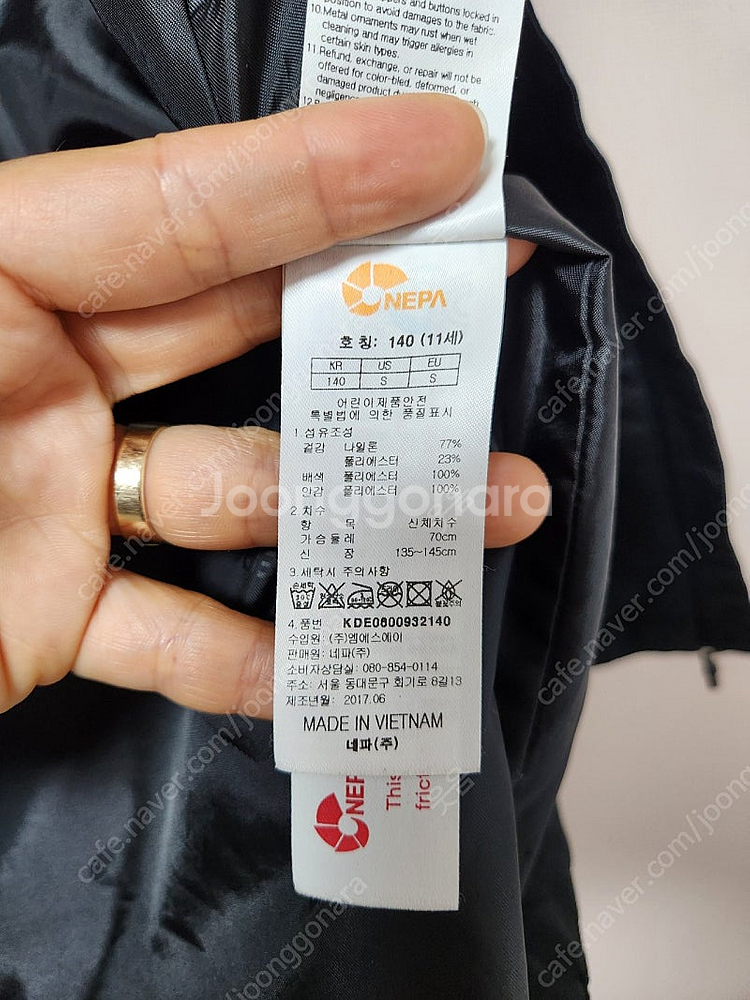 pers and buttons locked in
position to avoid damages to the fabric.
10.Metal ornaments may rust when wet
cleaning and may trigger allergies in
certain skin types.
11.Refund, exchange, or repair will not be
offered for color-bled, deformed, or
damaged product
negligence
NEPA
호 칭: 140 (11세)
KR US EU
140 S S
어린이제품안전
특별법에 의한 품질표시
1.섬유조성
겉감 나일론 77%
폴리에스터 23%
배색 폴리에스터 100%
안감 폴리에스터 100%
2.치수
항 목 신체치수
가슴둘레 70cm
신 장 135~145cm
3.세탁시 주의사항
4.품번 KDE0600932140
수입원: (주)엠에스에이
판매원: 네파(주)
소비자상담실: 080-854-0114
주소: 서울 동대문구 회기로 8길13
제조년월: 2017.06
MADE IN VIETNAM
네파(주)
NEP
This
frict
Joonggonara
cafe.naver.com/joonggonara